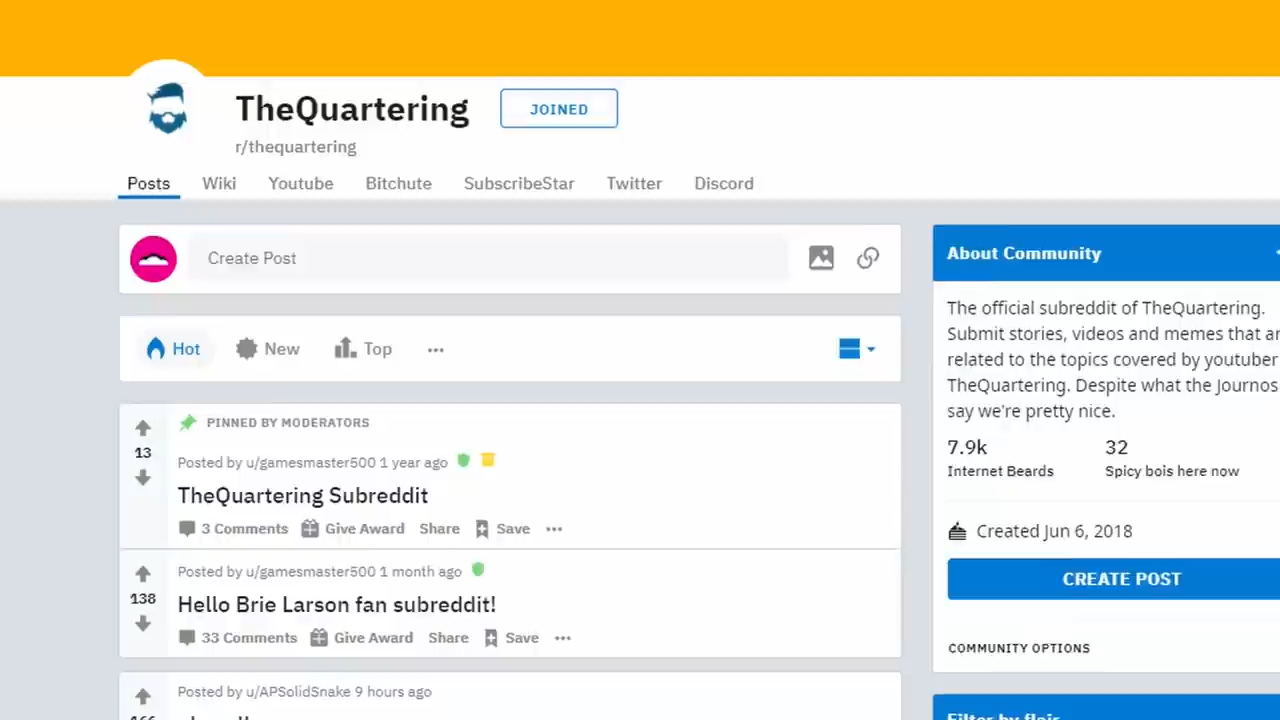 TheQuartering
JOINED
r/thequartering
Posts Wiki Youtube Bitchute SubscribeStar Twitter Discord
Create Post
Hot New Top
PINNED BY MODERATORS
13
Posted by u/gamesmaster500 1 year ago
TheQuartering Subreddit
3 Comments Give Award Share Save
Posted by u/gamesmaster500 1 month ago
138
Hello Brie Larson fan subreddit!
33 Comments Give Award Share Save
Posted by u/APSolidSnake 9 hours ago
About Community
The official subreddit of TheQuartering.
Submit stories, videos and memes that
related to the topics covered by youtuber
TheQuartering. Despite what the Journos
say we're pretty nice.
7.9k 32
Internet Beards Spicy bois here now
Created Jun 6, 2018
CREATE POST
COMMUNITY OPTIONS
Filter by flair